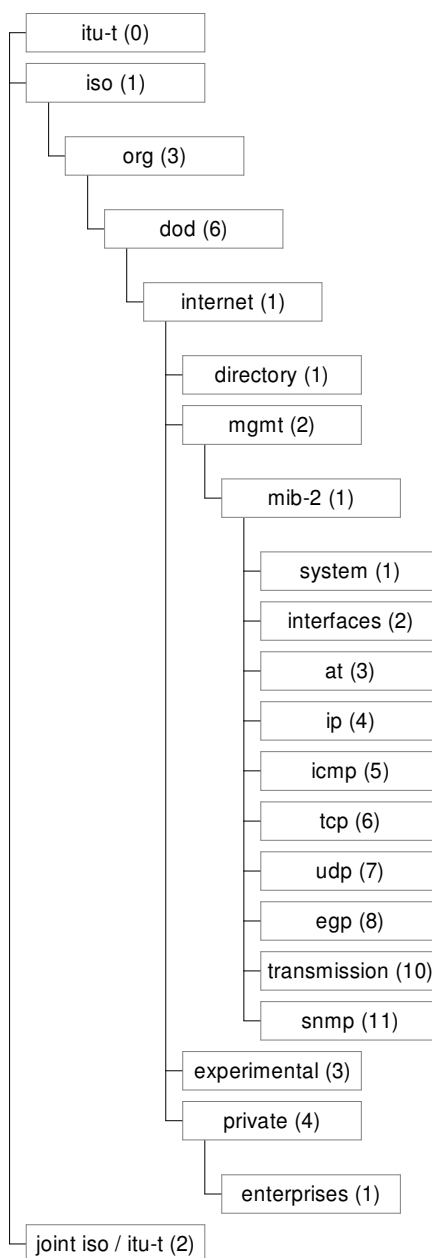 itu-t (0)
iso (1)
org (3)
dod (6)
internet (1)
directory (1)
mgmt (2)
mib-2 (1)
system (1)
interfaces (2)
at (3)
ip (4)
icmp (5)
tcp (6)
udp (7)
egp (8)
transmission (10)
snmp (11)
experimental (3)
private (4)
enterprises (1)
joint iso / itu-t (2)